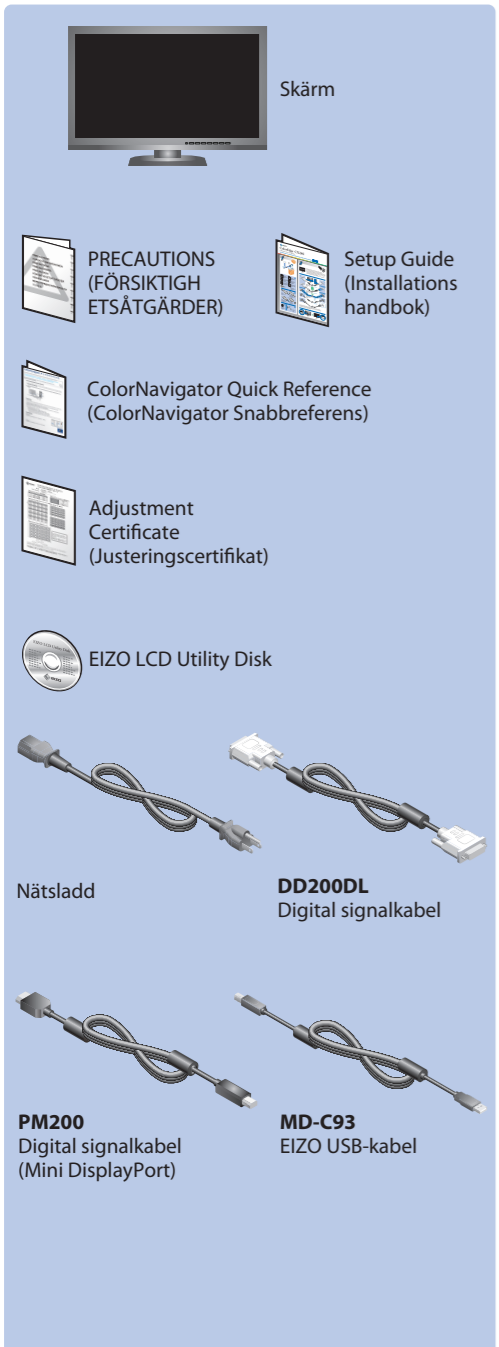 Skärm
PRECAUTIONS
(FÖRSIKTIGH
ETSÅTGÄRDER)
Setup Guide
(Installations
handbok)
ColorNavigator Quick Reference
(ColorNavigator Snabbreferens)
Adjustment
Certificate
(Justeringscertifikat)
EIZO LCD Utility Disk
Nätsladd
DD200DL
Digital signalkabel
PM200
Digital signalkabel
(Mini DisplayPort)
MD-C93
EIZO USB-kabel